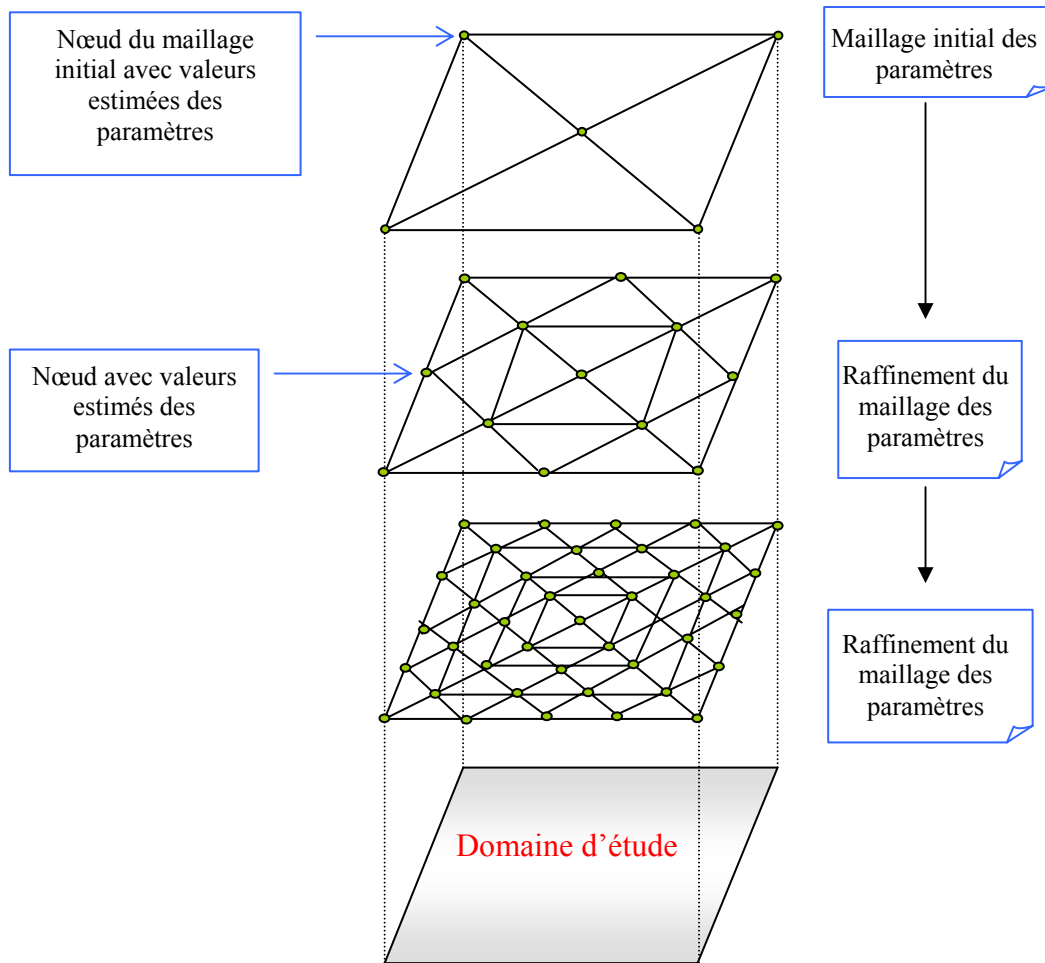 Nœud du maillage
initial avec valeurs
estimées des
paramètres
Maillage initial des
paramètres
Nœud avec valeurs
estimés des
paramètres
Raffinement du
maillage des
paramètres
Raffinement du
maillage des
paramètres
Domaine d’étude